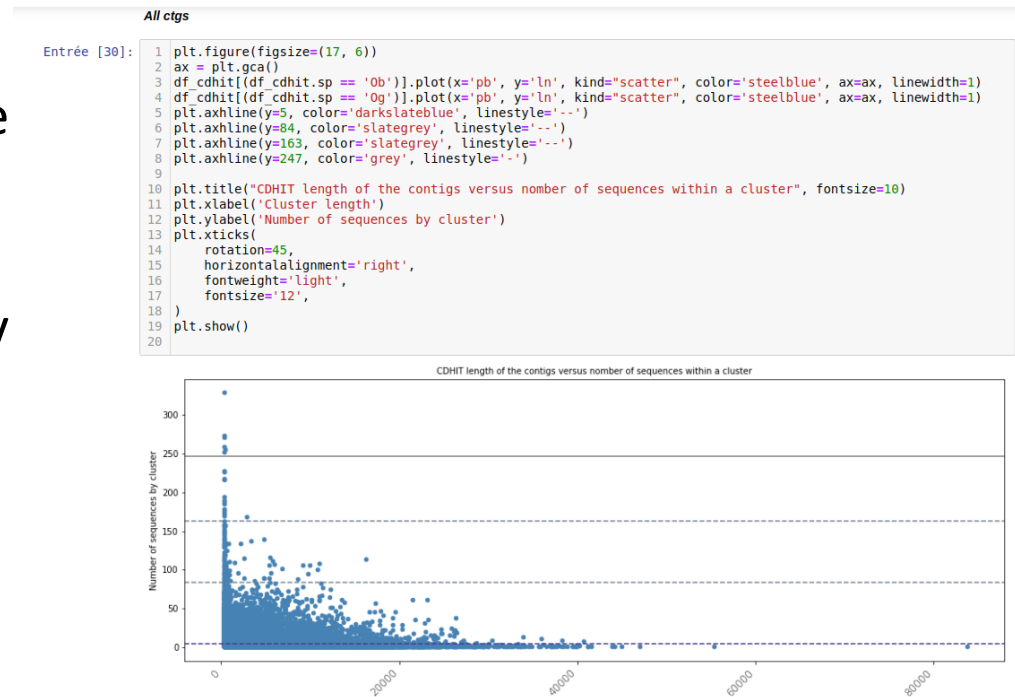 All ctgs
e
Entrée [30]:
1 plt.figure(figsize=(17, 6))
2 ax = plt.gca()
3 df_cdhit[(df_cdhit.sp == 'Ob')].plot(x='pb', y='ln', kind="scatter", color='steelblue', ax=ax, linewidth=1)
4 df_cdhit[(df_cdhit.sp == 'Og')].plot(x='pb', y='ln', kind="scatter", color='steelblue', ax=ax, linewidth=1)
5 plt.axhline(y=5, color='darkslateblue', linestyle='--')
6 plt.axhline(y=84, color='slategrey', linestyle='--')
7 plt.axhline(y=163, color='slategrey', linestyle='--')
8 plt.axhline(y=247, color='grey', linestyle='-')
9
10 plt.title("CDHIT length of the contigs versus nomber of sequences within a cluster", fontsize=10)
11 plt.xlabel('Cluster length')
12 plt.ylabel('Number of sequences by cluster')
13 plt.xticks(
14     rotation=45,
15     horizontalalignment='right',
16     fontweight='light',
17     fontsize='12',
18 )
19 plt.show()
20
y
CDHIT length of the contigs versus nomber of sequences within a cluster
Number of sequences by cluster
300
250
200
150
100
50
0
0
20000
40000
60000
80000